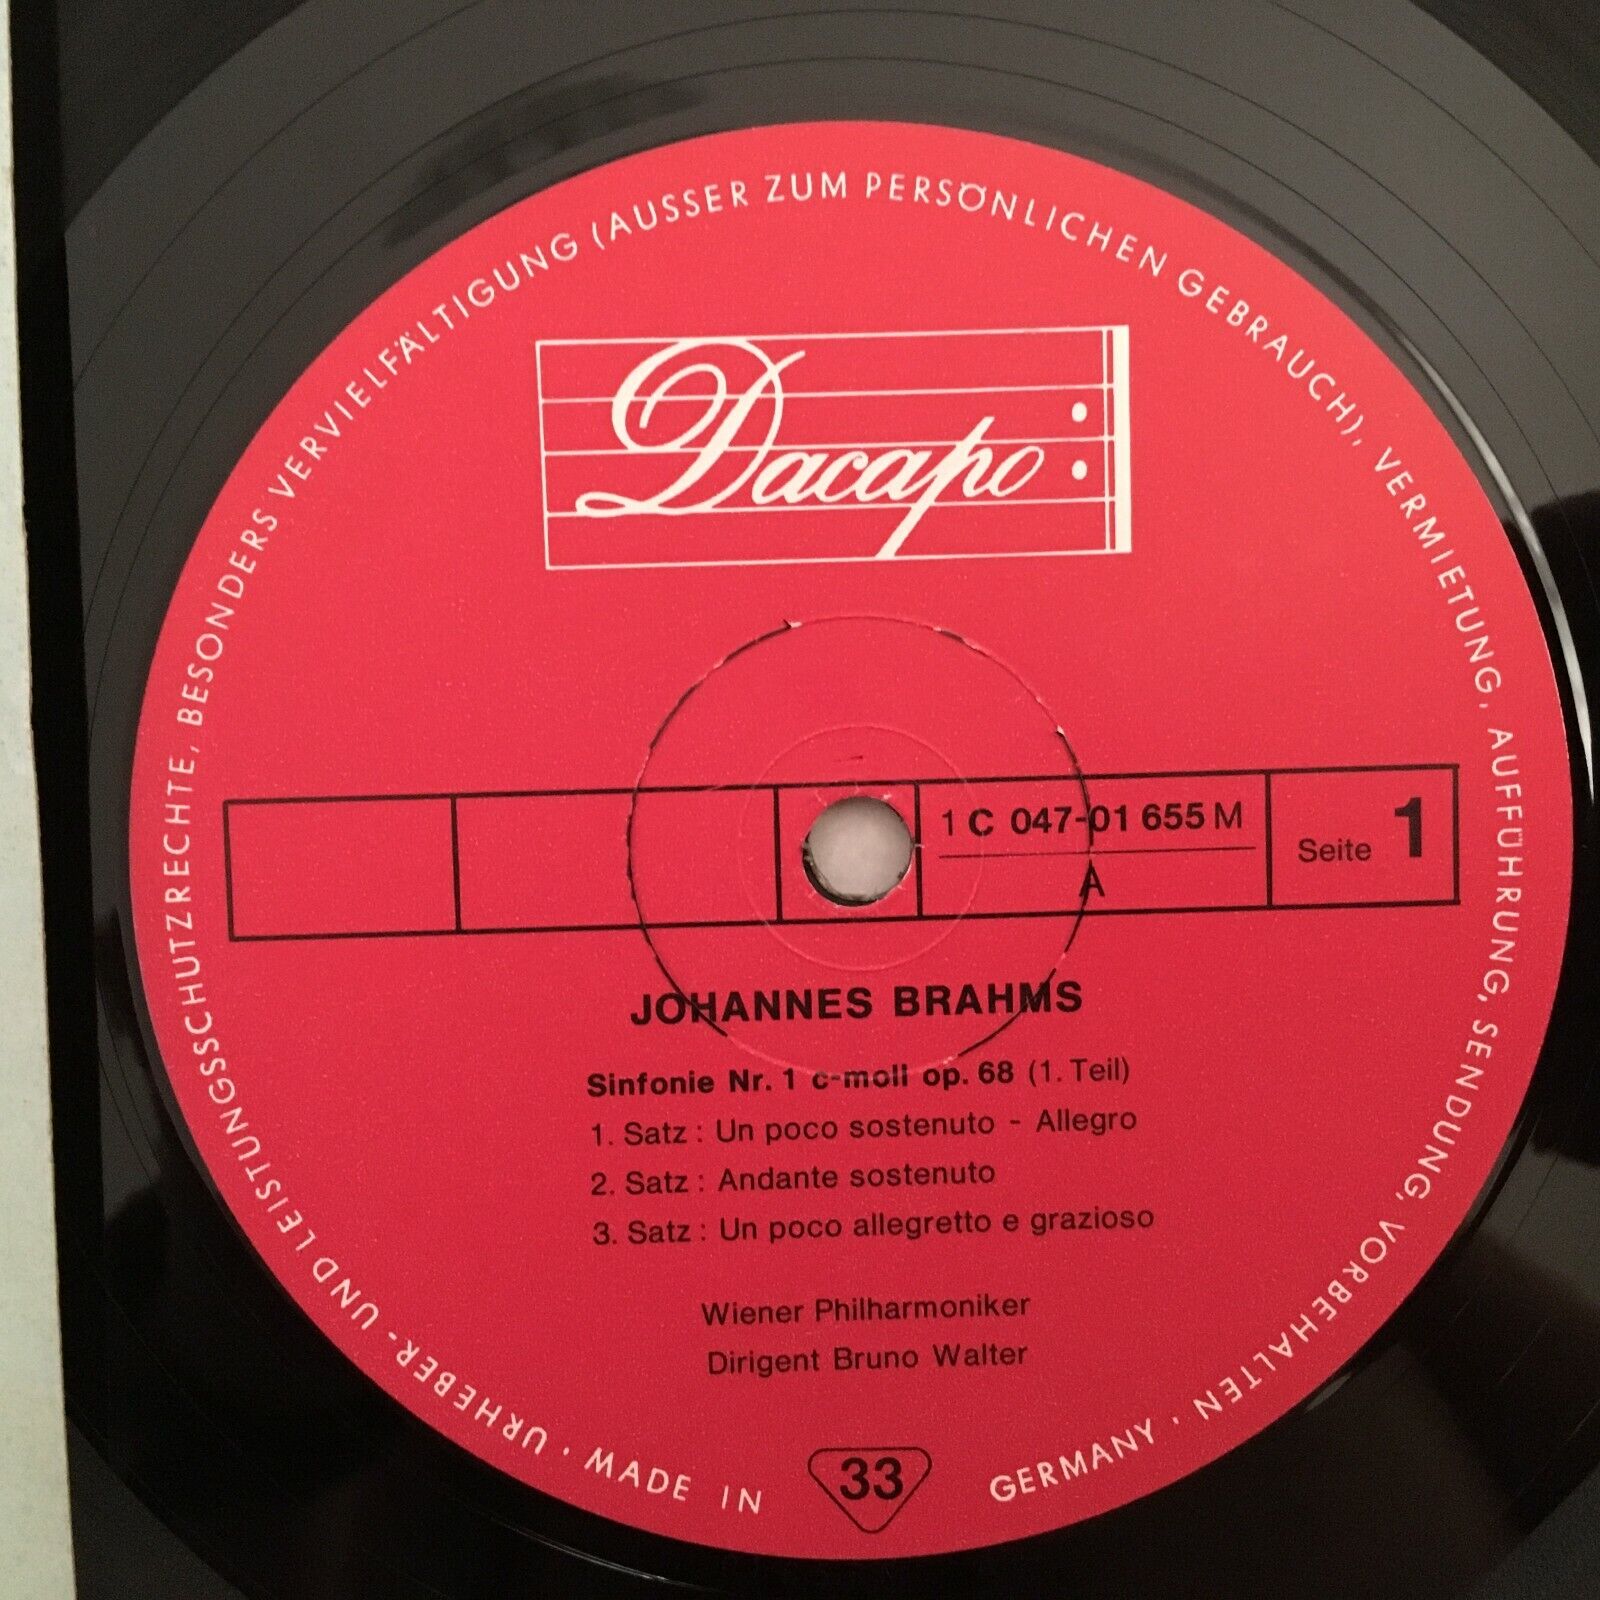 URHEBER- UND LEISTUNGSSCHUTZRECHTE, BESONDERS VERVIELFÄLTIGUNG (AUSSER ZUM PERSÖNLICHEN GEBRAUCH), VERMIETUNG, AUFFÜHRUNG, SENDUNG, VORBEHALTEN ·
Dacapo
1 C 047-01 655 M
A
Seite 1
JOHANNES BRAHMS
Sinfonie Nr. 1 c-moll op. 68 (1. Teil)
1. Satz : Un poco sostenuto - Allegro
2. Satz : Andante sostenuto
3. Satz : Un poco allegretto e grazioso
Wiener Philharmoniker
Dirigent Bruno Walter
· MADE IN 33 GERMANY